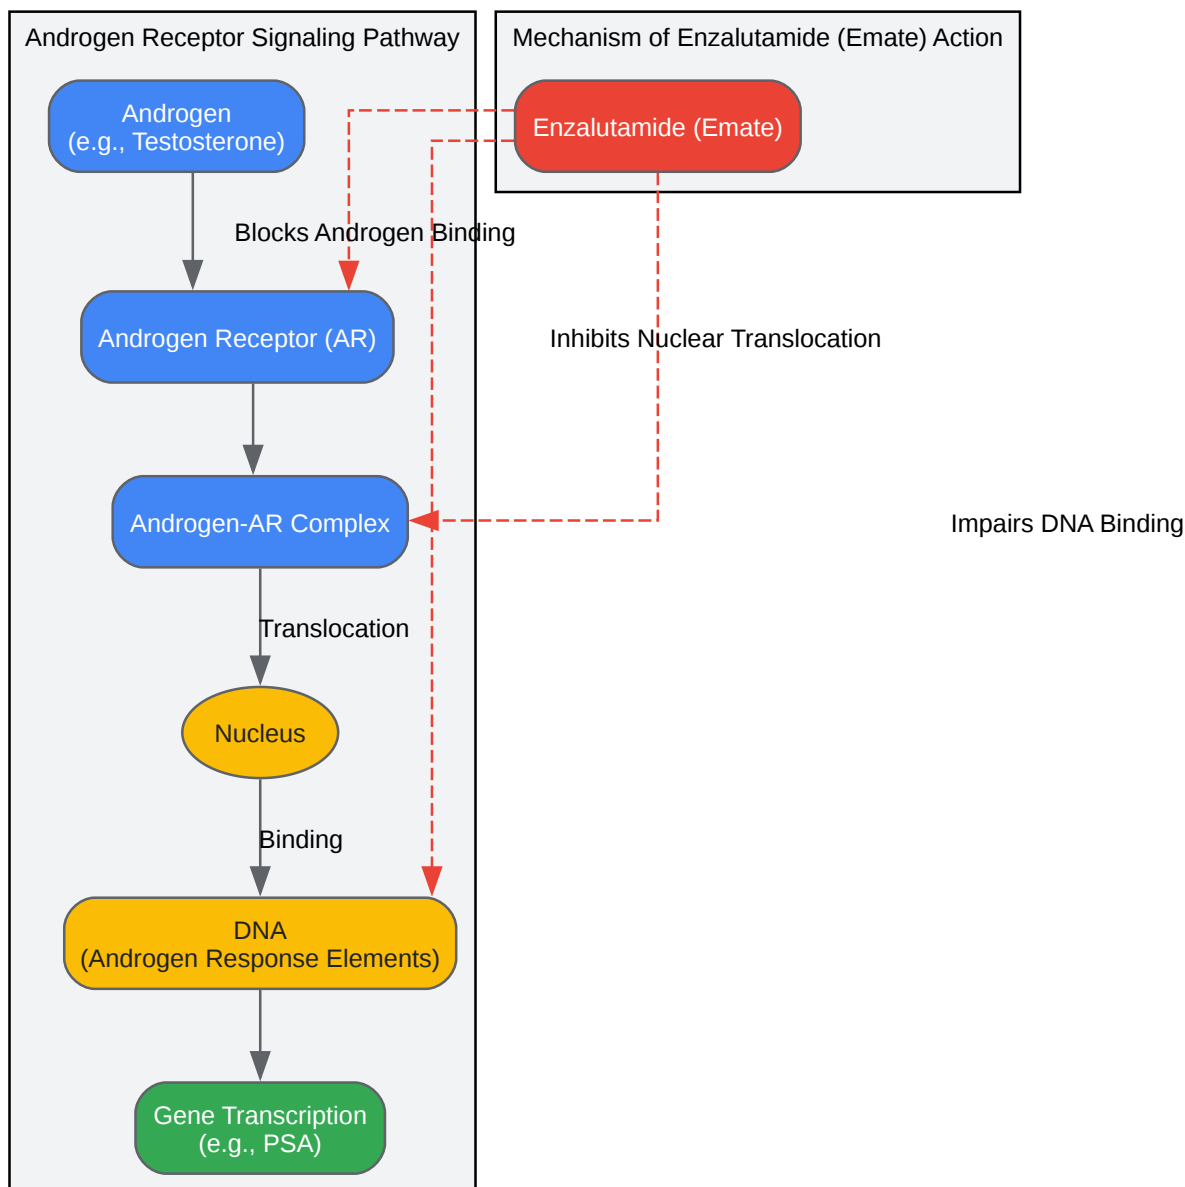 Androgen Receptor Signaling Pathway
Mechanism of Enzalutamide (Emate) Action
Androgen
(e.g., Testosterone)
Enzalutamide (Emate)
Blocks Androgen Binding
Androgen Receptor (AR)
Inhibits Nuclear Translocation
Androgen-AR Complex
Impairs DNA Binding
Translocation
Nucleus
Binding
DNA
(Androgen Response Elements)
Gene Transcription
(e.g., PSA)